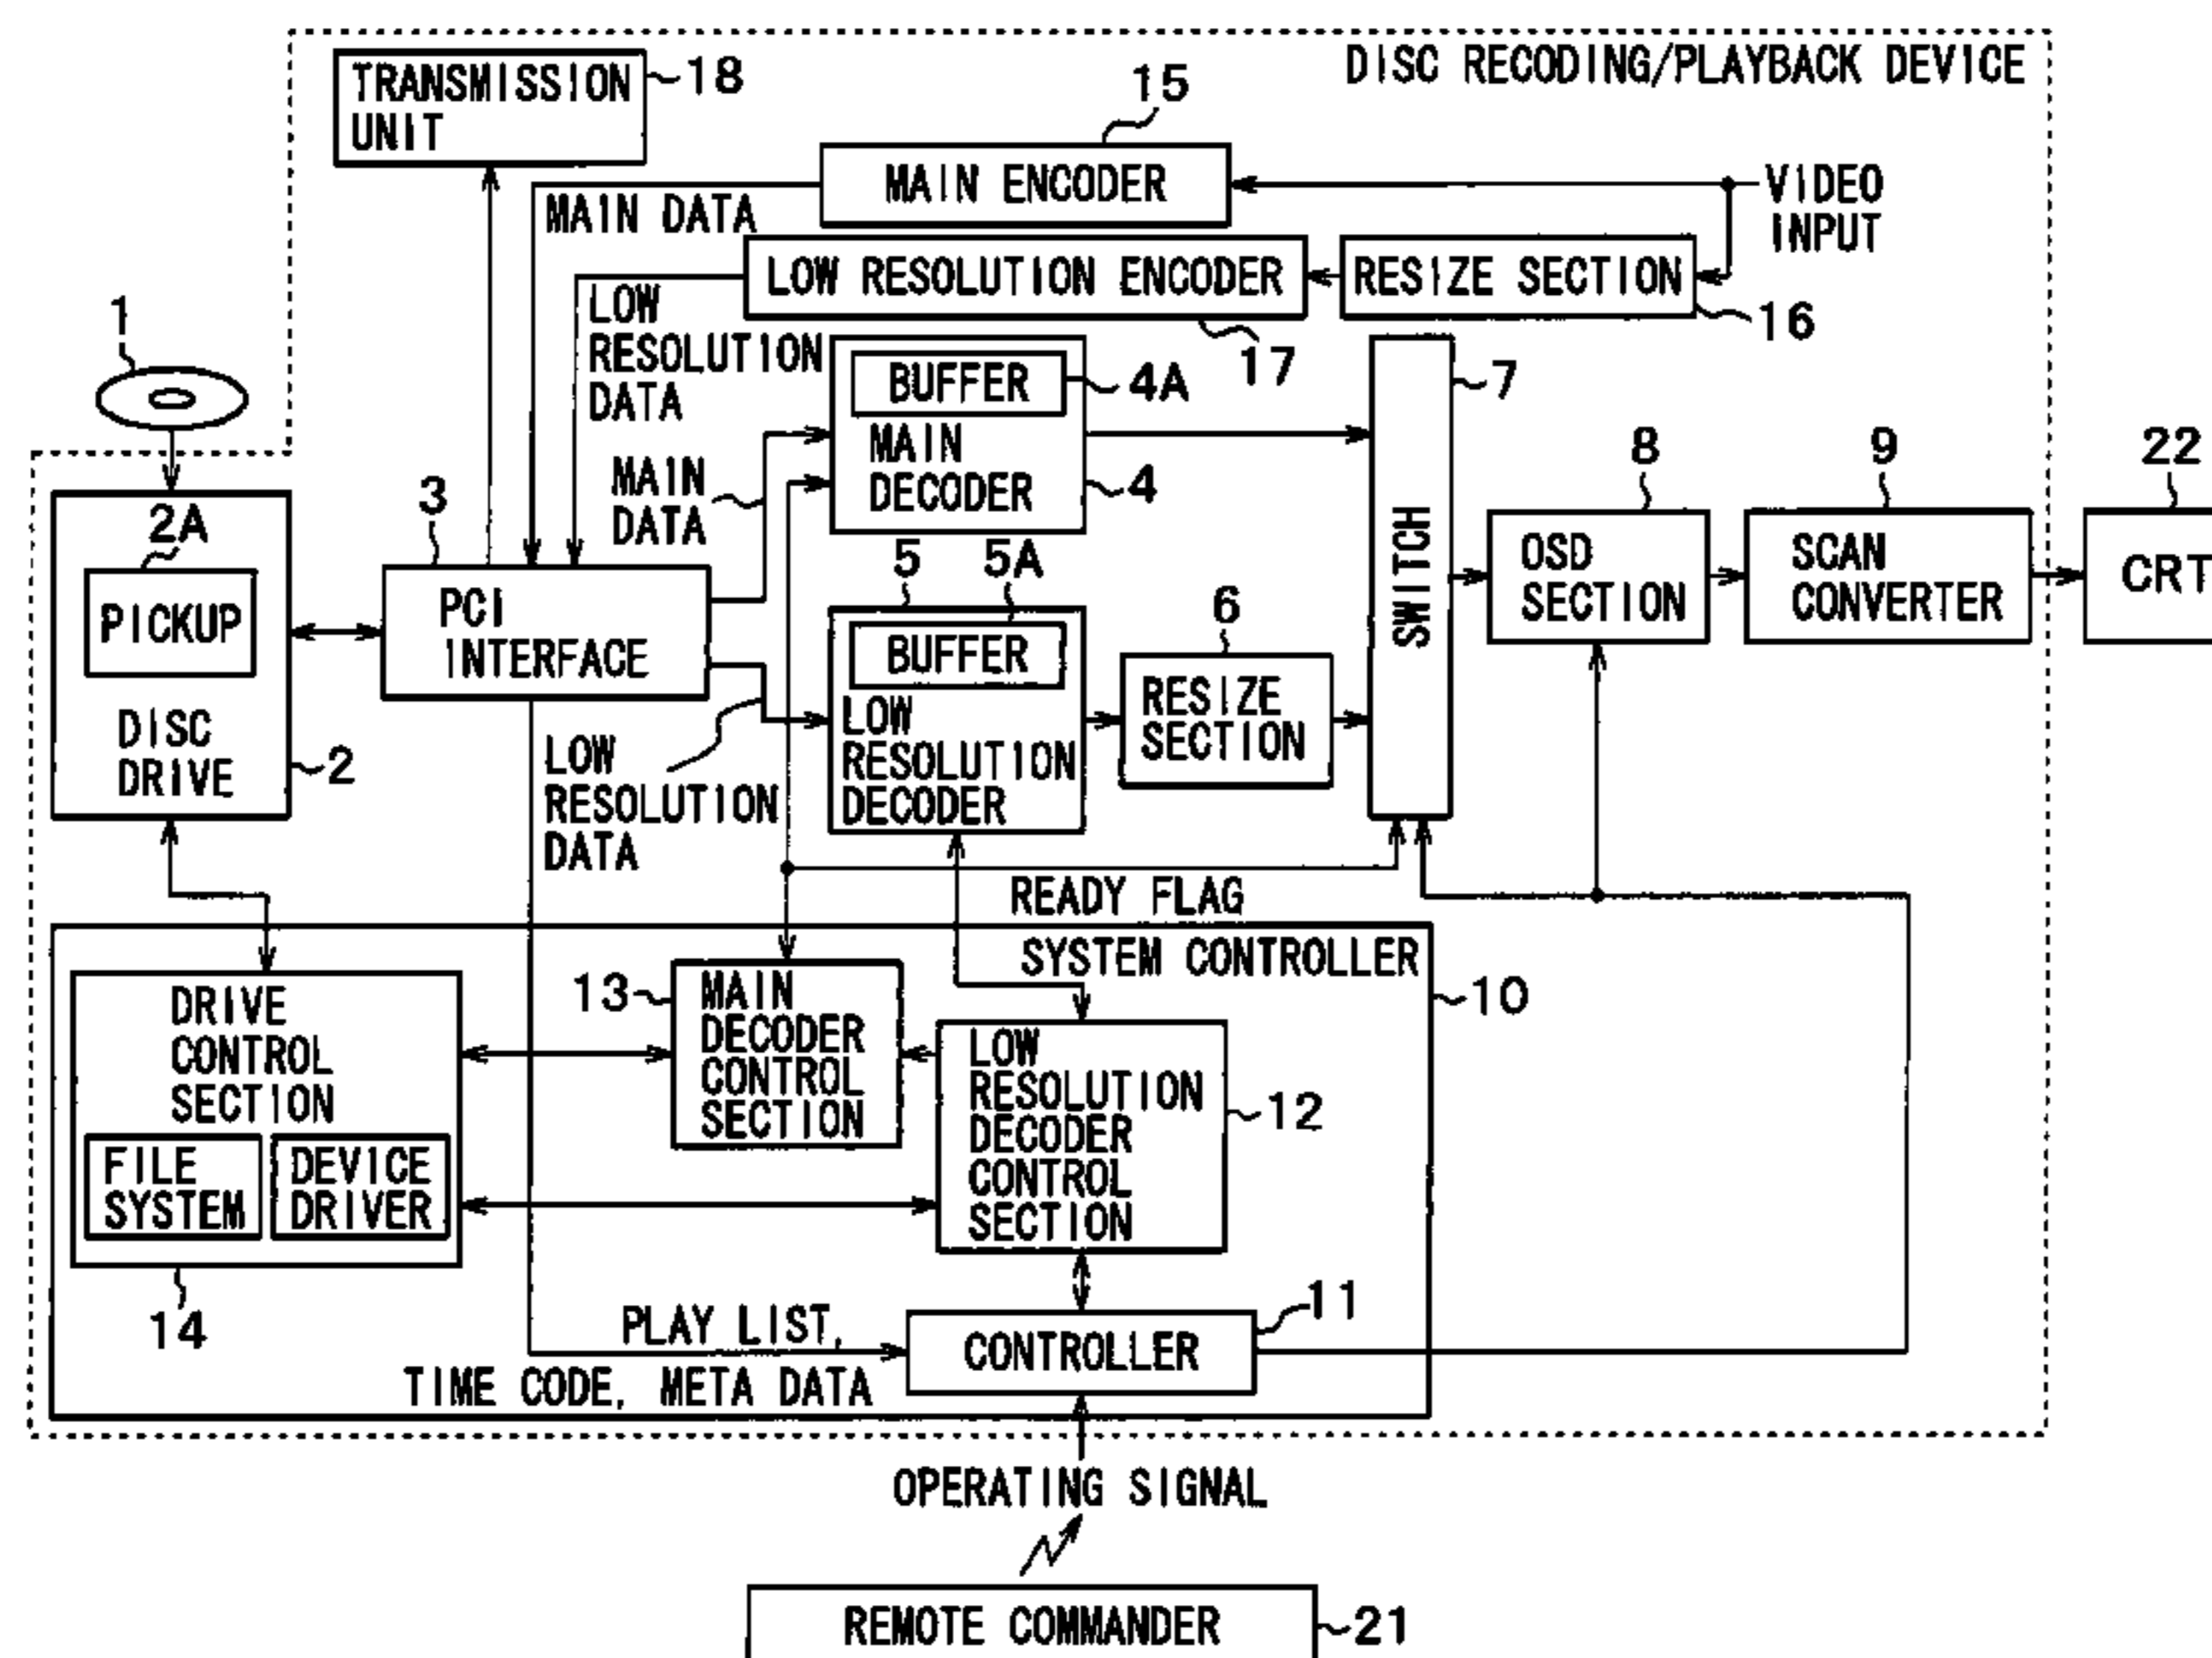 DISC RECODING/PLAYBACK DEVICE
TRANSMISSION
UNIT
18
15
MAIN ENCODER
VIDEO
INPUT
MAIN DATA
LOW RESOLUTION ENCODER
RESIZE SECTION
16
17
LOW
RESOLUTION
DATA
1
BUFFER
4A
MAIN
DECODER
4
7
SWITCH
8
9
22
MAIN
DATA
2A
PICKUP
DISC
DRIVE
2
3
PCI
INTERFACE
5
5A
BUFFER
LOW
RESOLUTION
DECODER
6
RESIZE
SECTION
OSD
SECTION
SCAN
CONVERTER
CRT
LOW
RESOLUTION
DATA
READY FLAG
SYSTEM CONTROLLER
10
DRIVE
CONTROL
SECTION
FILE
SYSTEM
DEVICE
DRIVER
14
13
MAIN
DECODER
CONTROL
SECTION
LOW
RESOLUTION
DECODER
CONTROL
SECTION
12
PLAY LIST,
TIME CODE, META DATA
CONTROLLER
11
OPERATING SIGNAL
REMOTE COMMANDER
21